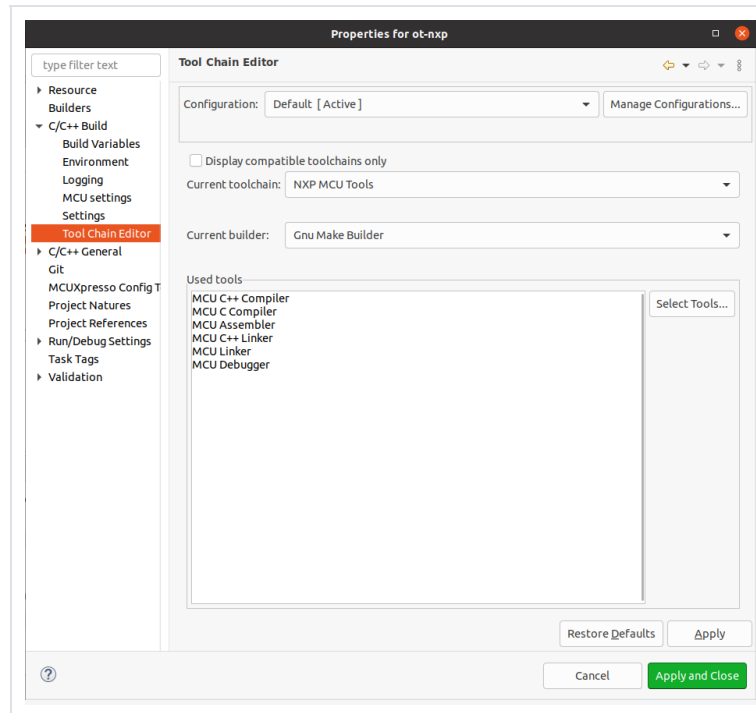 Properties for ot-nxp
type filter text
Resource
Builders
C/C++ Build
Build Variables
Environment
Logging
MCU settings
Settings
Tool Chain Editor
C/C++ General
Git
MCUXpresso Config T
Project Natures
Project References
Run/Debug Settings
Task Tags
Validation
Tool Chain Editor
Configuration: Default [ Active ] Manage Configurations...
Display compatible toolchains only
Current toolchain: NXP MCU Tools
Current builder: Gnu Make Builder
Used tools
MCU C++ Compiler
MCU C Compiler
MCU Assembler
MCU C++ Linker
MCU Linker
MCU Debugger
Select Tools...
Restore Defaults Apply
? Cancel Apply and Close